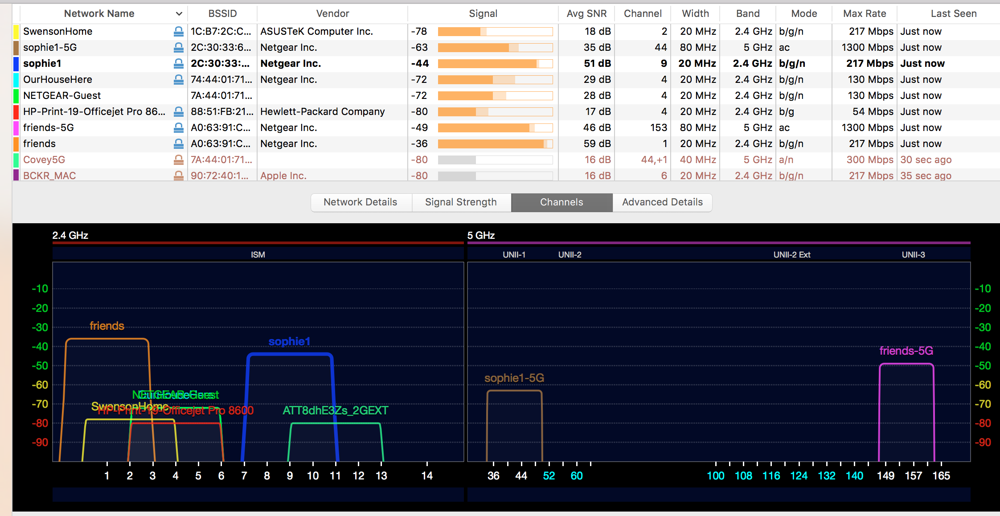 Network Name BSSID Vendor Signal Avg SNR Channel Width Band Mode Max Rate Last Seen
SwensonHome 1C:B7:2C:C... ASUSTeK Computer Inc. -78 18 dB 2 20 MHz 2.4 GHz b/g/n 217 Mbps Just now
sophie1-5G 2C:30:33:6... Netgear Inc. -63 35 dB 44 80 MHz 5 GHz ac 1300 Mbps Just now
sophie1 2C:30:33:... Netgear Inc. -44 51 dB 9 20 MHz 2.4 GHz b/g/n 217 Mbps Just now
OurHouseHere 74:44:01:71... Netgear Inc. -72 29 dB 4 20 MHz 2.4 GHz b/g/n 130 Mbps Just now
NETGEAR-Guest 7A:44:01:71... -72 28 dB 4 20 MHz 2.4 GHz b/g/n 130 Mbps Just now
HP-Print-19-Officejet Pro 86... 88:51:FB:21... Hewlett-Packard Company -80 17 dB 4 20 MHz 2.4 GHz b/g 54 Mbps Just now
friends-5G A0:63:91:C... Netgear Inc. -49 46 dB 153 80 MHz 5 GHz ac 1300 Mbps Just now
friends A0:63:91:C... Netgear Inc. -36 59 dB 1 20 MHz 2.4 GHz b/g/n 217 Mbps Just now
Covey5G 7A:44:01:71... -80 16 dB 44,+1 40 MHz 5 GHz a/n 300 Mbps 30 sec ago
BCKR_MAC 90:72:40:1... Apple Inc. -80 16 dB 6 20 MHz 2.4 GHz b/g/n 217 Mbps 35 sec ago
Network Details Signal Strength Channels Advanced Details
2.4 GHz 5 GHz
ISM UNII-1 UNII-2 UNII-2 Ext UNII-3
-10 -10
-20 -20
friends
-30 -30
sophie1
-40 friends-5G -40
-50 -50
sophie1-5G
-60 -60
NETGEAR-Guest OurHouseHere
-70 -70
SwensonHome
HP-Print-19-Officejet Pro 8600 ATT8dhE3Zs_2GEXT
-80 -80
-90 -90
1 2 3 4 5 6 7 8 9 10 11 12 13 14 36 44 52 60 100 108 116 124 132 140 149 157 165